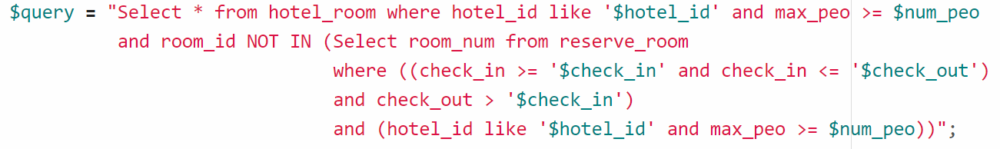 $query = "Select * from hotel_room where hotel_id like '$hotel_id' and max_peo >= $num_peo
and room_id NOT IN (Select room_num from reserve_room
where ((check_in >= '$check_in' and check_in <= '$check_out')
and check_out > '$check_in')
and (hotel_id like '$hotel_id' and max_peo >= $num_peo))";